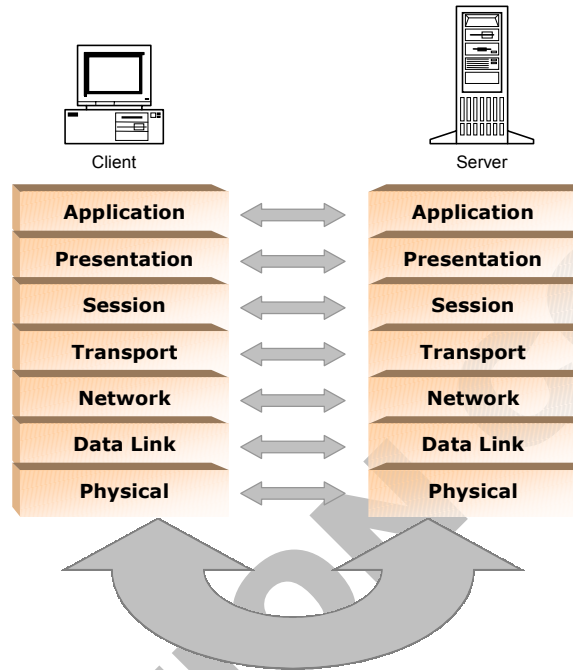 Client Server
Application Application
Presentation Presentation
Session Session
Transport Transport
Network Network
Data Link Data Link
Physical Physical